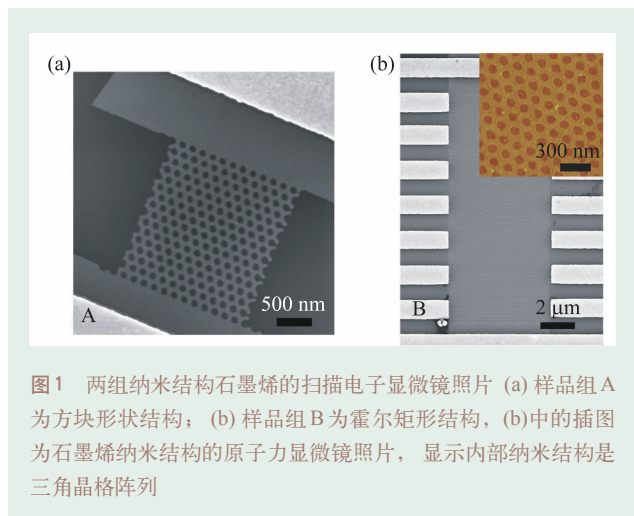 (a)
(b)
300 nm
500 nm
A
B
2 μm
图1 两组纳米结构石墨烯的扫描电子显微镜照片 (a) 样品组A
为方块形状结构；(b) 样品组B为霍尔矩形结构，(b)中的插图
为石墨烯纳米结构的原子力显微镜照片， 显示内部纳米结构是
三角晶格阵列